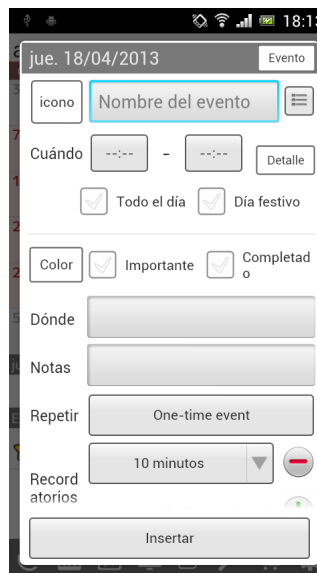 18:13
jue. 18/04/2013 Evento
icono Nombre del evento
Cuándo --:-- - --:-- Detalle
Todo el día Día festivo
Color Importante Completad
o
Dónde
Notas
Repetir One-time event
10 minutos
Record
atorios
Insertar